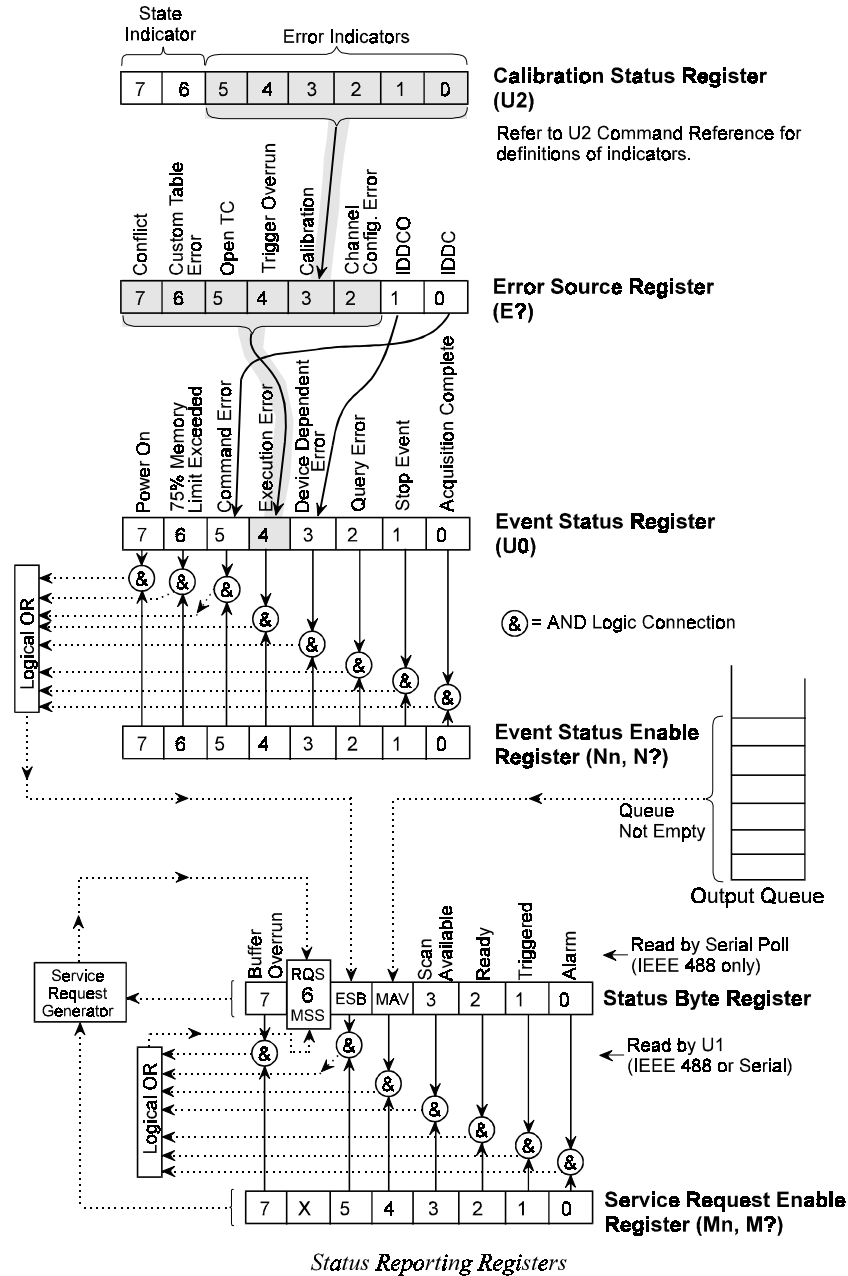 State
Indicator
Error Indicators
7 6 5 4 3 2 1 0
Calibration Status Register
(U2)
Refer to U2 Command Reference for
definitions of indicators.
Conflict
Custom Table
Error
Open TC
Trigger Overrun
Calibration
Channel
Config. Error
IDDCO
IDDC
7 6 5 4 3 2 1 0
Error Source Register
(E?)
Power On
75% Memory
Limit Exceeded
Command Error
Execution Error
Device Dependent
Error
Query Error
Stop Event
Acquisition Complete
7 6 5 4 3 2 1 0
Event Status Register
(U0)
& & & & & & & &
Logical OR
& = AND Logic Connection
7 6 5 4 3 2 1 0
Event Status Enable
Register (Nn, N?)
Queue
Not Empty
Output Queue
Service
Request
Generator
Buffer
Overrun
Scan
Available
Ready
Triggered
Alarm
Read by Serial Poll
(IEEE 488 only)
7 RQS 6 MSS ESB MAV 3 2 1 0
Status Byte Register
Read by U1
(IEEE 488 or Serial)
Logical OR
& & & & & & &
7 X 5 4 3 2 1 0
Service Request Enable
Register (Mn, M?)
Status Reporting Registers